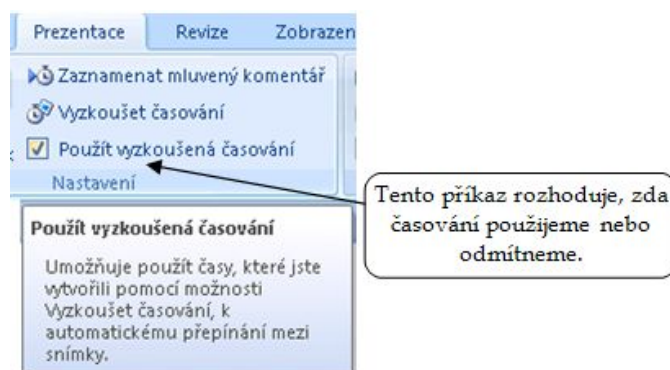 Prezentace Revize Zobrazen
Zaznamenat mluvený komentář
Vyzkoušet časování
Použít vyzkoušená časování
Nastavení
Tento příkaz rozhoduje, zda
časování použijeme nebo
odmítneme.
Použít vyzkoušená časování
Umožňuje použít časy, které jste
vytvořili pomocí možnosti
Vyzkoušet časování, k
automatickému přepínání mezi
snímky.